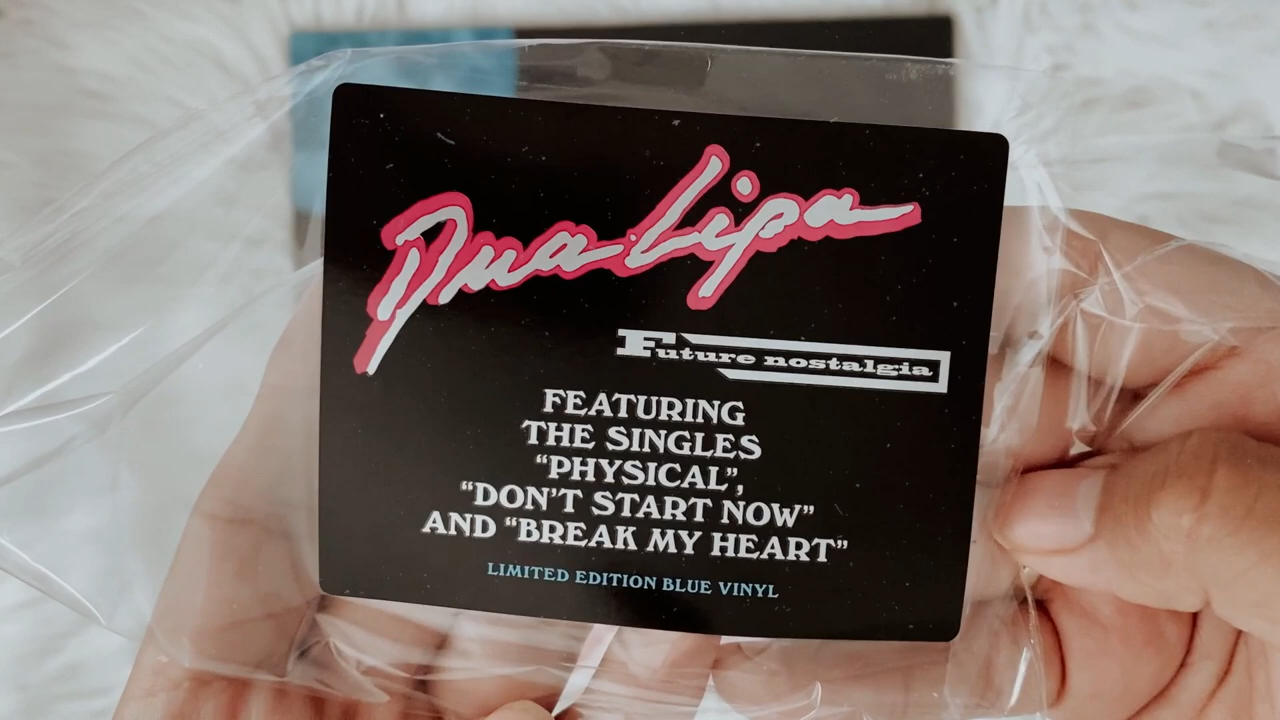 Dua Lipa
Future nostalgia
FEATURING
THE SINGLES
“PHYSICAL”,
“DON'T START NOW”
AND “BREAK MY HEART”
LIMITED EDITION BLUE VINYL